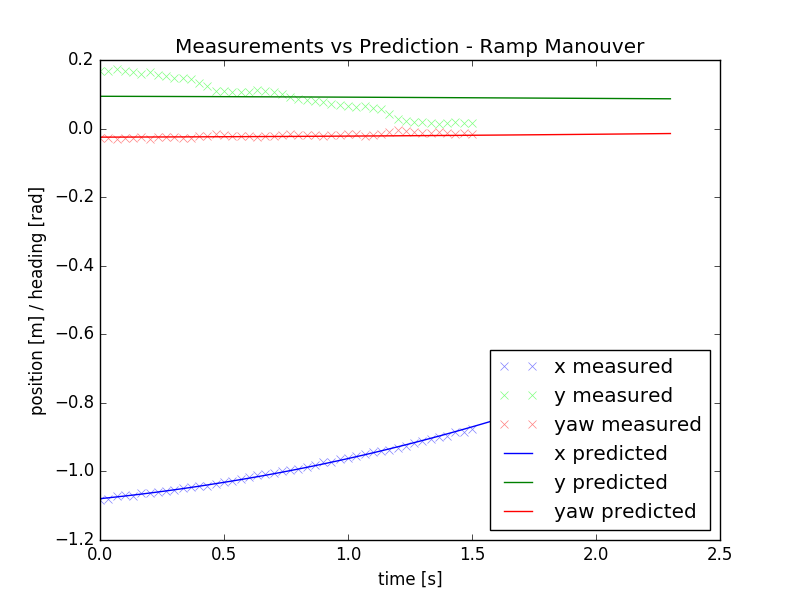 Measurements vs Prediction - Ramp Manouver
0.2
0.0
−0.2
−0.4
−0.6
−0.8
−1.0
−1.2
position [m] / heading [rad]
x measured
y measured
yaw measured
x predicted
y predicted
yaw predicted
0.0 0.5 1.0 1.5 2.0 2.5
time [s]